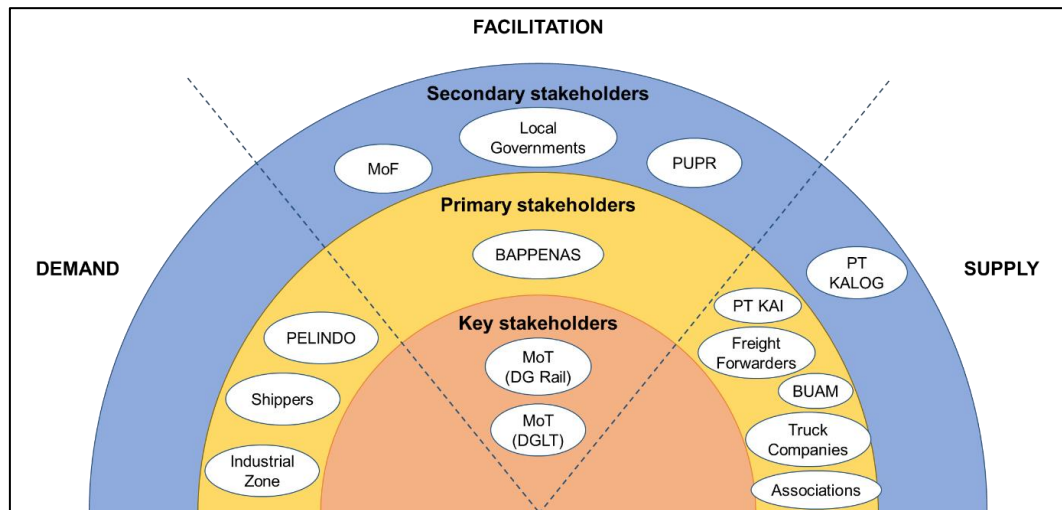 FACILITATION
Secondary stakeholders
Local
Governments
MoF
PUPR
Primary stakeholders
BAPPENAS
DEMAND
SUPPLY
PT
KALOG
PT KAI
Key stakeholders
PELINDO
Freight
Forwarders
MoT
(DG Rail)
Shippers
BUAM
MoT
(DGLT)
Truck
Companies
Industrial
Zone
Associations